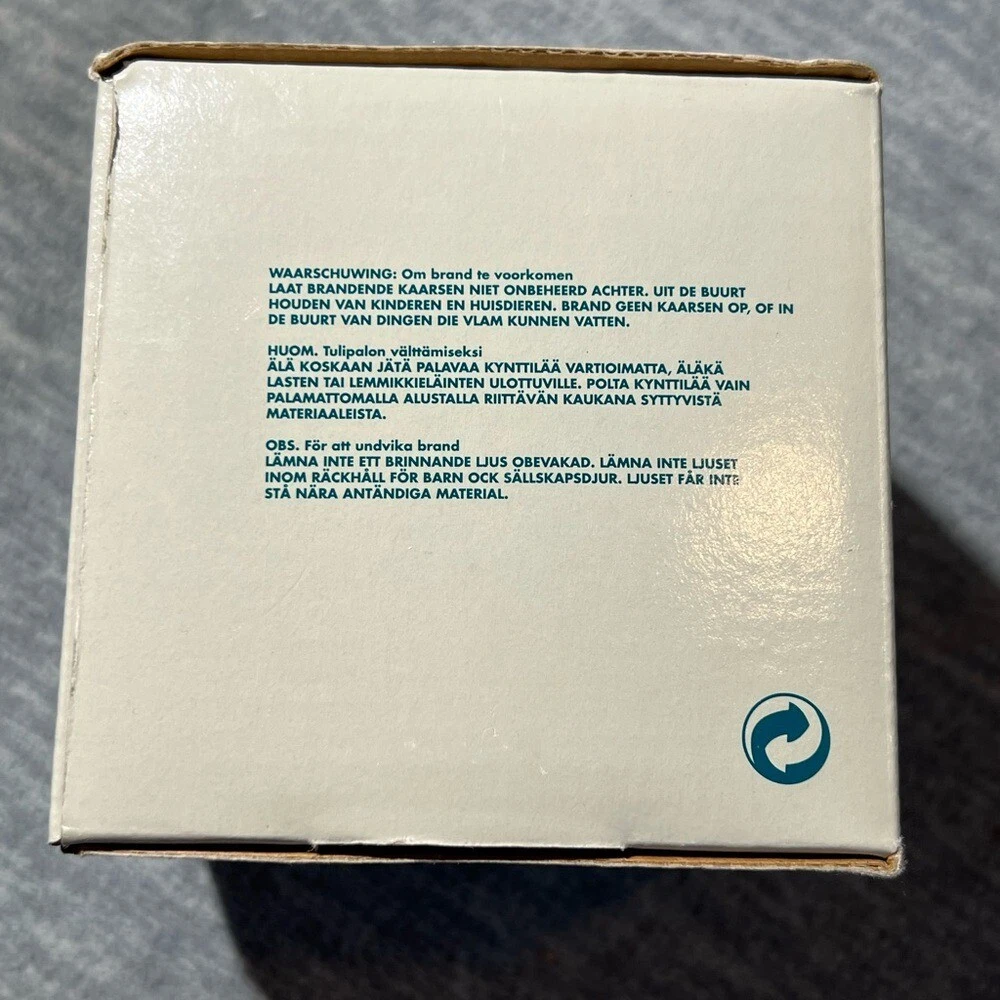 WAARSCHUWING: Om brand te voorkomen
LAAT BRANDENDE KAARSEN NIET ONBEHEERD ACHTER. UIT DE BUURT
HOUDEN VAN KINDEREN EN HUISDIEREN. BRAND GEEN KAARSEN OP, OF IN
DE BUURT VAN DINGEN DIE VLAM KUNNEN VATTEN.
HUOM. Tulipalon välttämiseksi
ÄLÄ KOSKAAN JÄTÄ PALAVAA KYNTTILÄÄ VARTIOIMATTA, ÄLÄKÄ
LASTEN TAI LEMMIKKIELÄINTEN ULOTTUVILLE. POLTA KYNTTILÄÄ VAIN
PALAMATTOMALLA ALUSTALLA RIITTÄVÄN KAUKANA SYTTYVISTÄ
MATERIAALEISTA.
OBS. För att undvika brand
LÄMNA INTE ETT BRINNANDE LJUS OBEVAKAD. LÄMNA INTE LJUSET
INOM RÄCKHÅLL FÖR BARN OCK SÄLLSKAPSDJUR. LJUSET FÅR INTE
STÅ NÄRA ANTÄNDIGA MATERIAL.